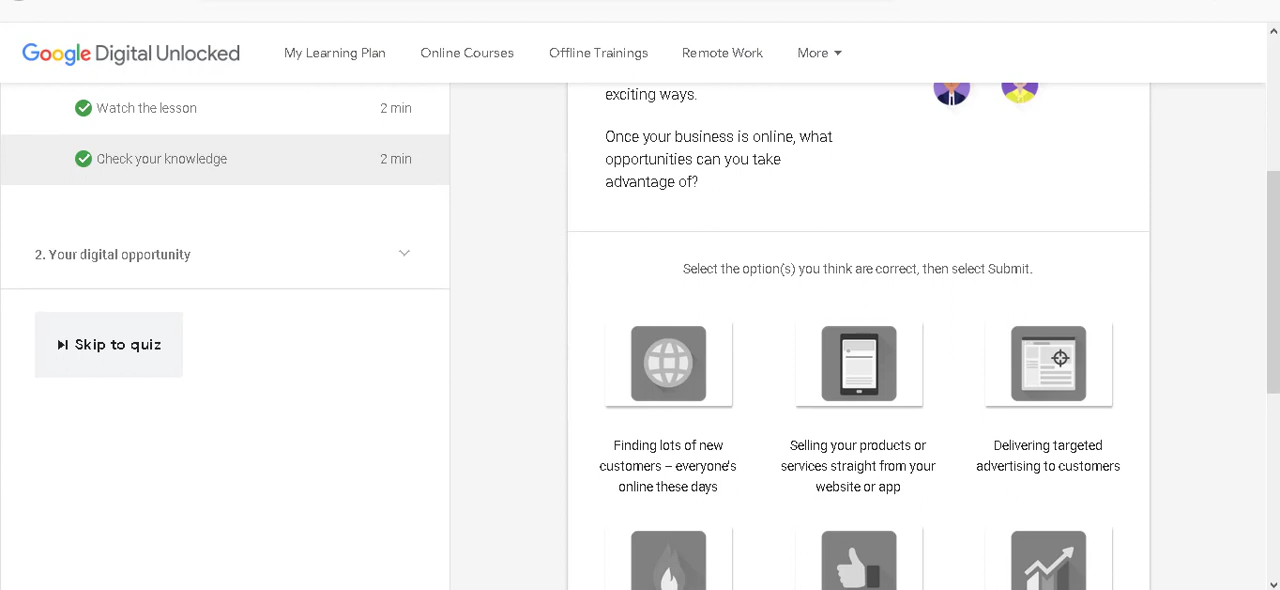 Google Digital Unlocked
My Learning Plan
Online Courses
Offline Trainings
Remote Work
More
Watch the lesson 2 min
Check your knowledge 2 min
2. Your digital opportunity
Skip to quiz
exciting ways.
Once your business is online, what
opportunities can you take
advantage of?
Select the option(s) you think are correct, then select Submit.
Finding lots of new
customers – everyone's
online these days
Selling your products or
services straight from your
website or app
Delivering targeted
advertising to customers